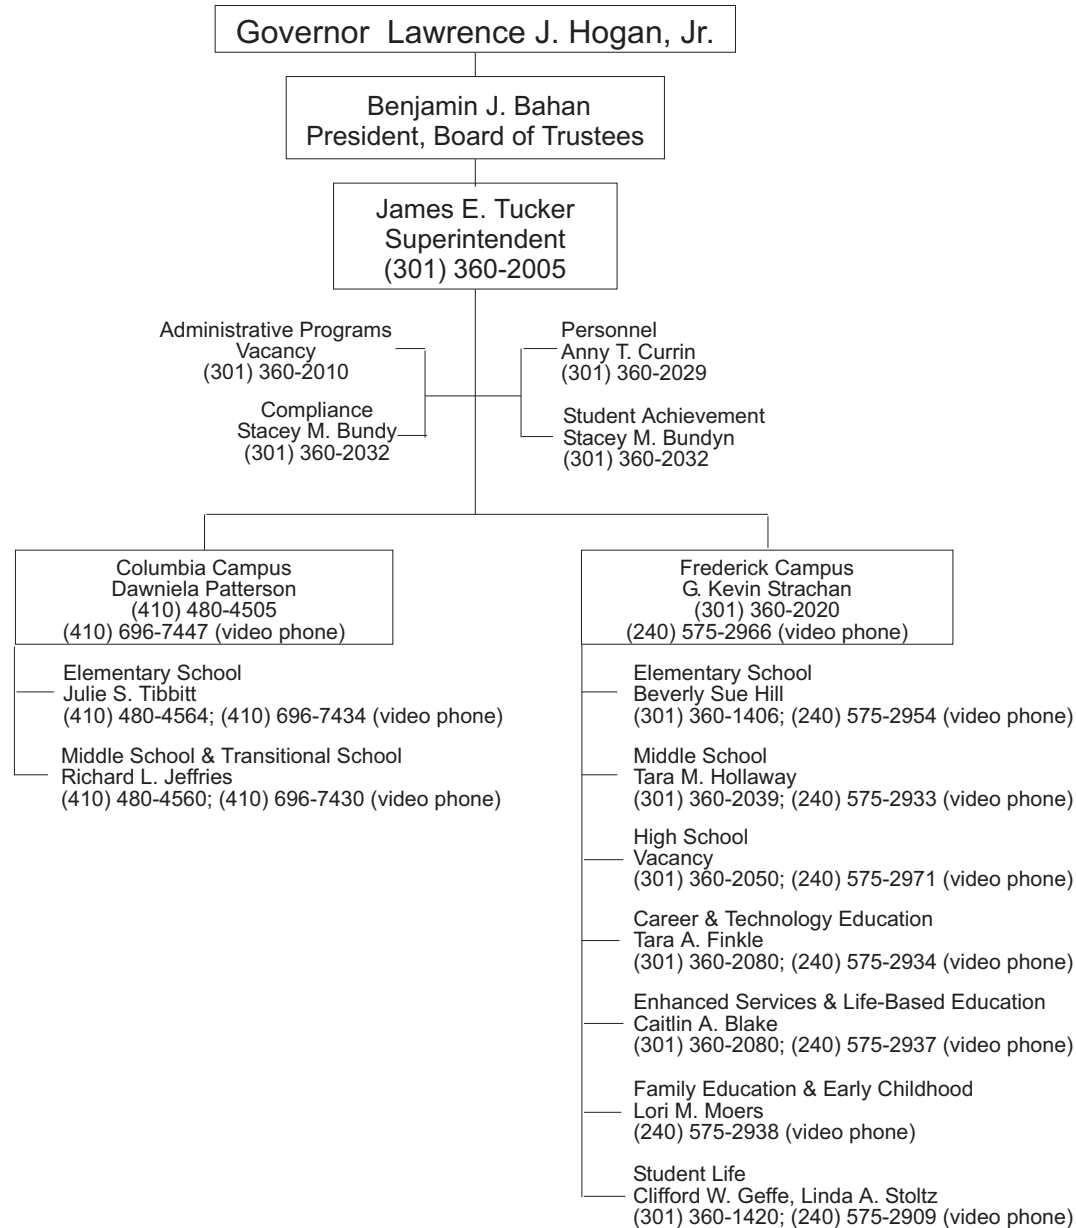 Governor Lawrence J. Hogan, Jr.
Benjamin J. Bahan
President, Board of Trustees
James E. Tucker
Superintendent
(301) 360-2005
Administrative Programs
Vacancy
(301) 360-2010
Compliance
Stacey M. Bundy
(301) 360-2032
Personnel
Anny T. Currin
(301) 360-2029
Student Achievement
Stacey M. Bundyn
(301) 360-2032
Columbia Campus
Dawniela Patterson
(410) 480-4505
(410) 696-7447 (video phone)
Elementary School
Julie S. Tibbitt
(410) 480-4564; (410) 696-7434 (video phone)
Middle School & Transitional School
Richard L. Jeffries
(410) 480-4560; (410) 696-7430 (video phone)
Frederick Campus
G. Kevin Strachan
(301) 360-2020
(240) 575-2966 (video phone)
Elementary School
Beverly Sue Hill
(301) 360-1406; (240) 575-2954 (video phone)
Middle School
Tara M. Hollaway
(301) 360-2039; (240) 575-2933 (video phone)
High School
Vacancy
(301) 360-2050; (240) 575-2971 (video phone)
Career & Technology Education
Tara A. Finkle
(301) 360-2080; (240) 575-2934 (video phone)
Enhanced Services & Life-Based Education
Caitlin A. Blake
(301) 360-2080; (240) 575-2937 (video phone)
Family Education & Early Childhood
Lori M. Moers
(240) 575-2938 (video phone)
Student Life
Clifford W. Geffe, Linda A. Stoltz
(301) 360-1420; (240) 575-2909 (video phone)